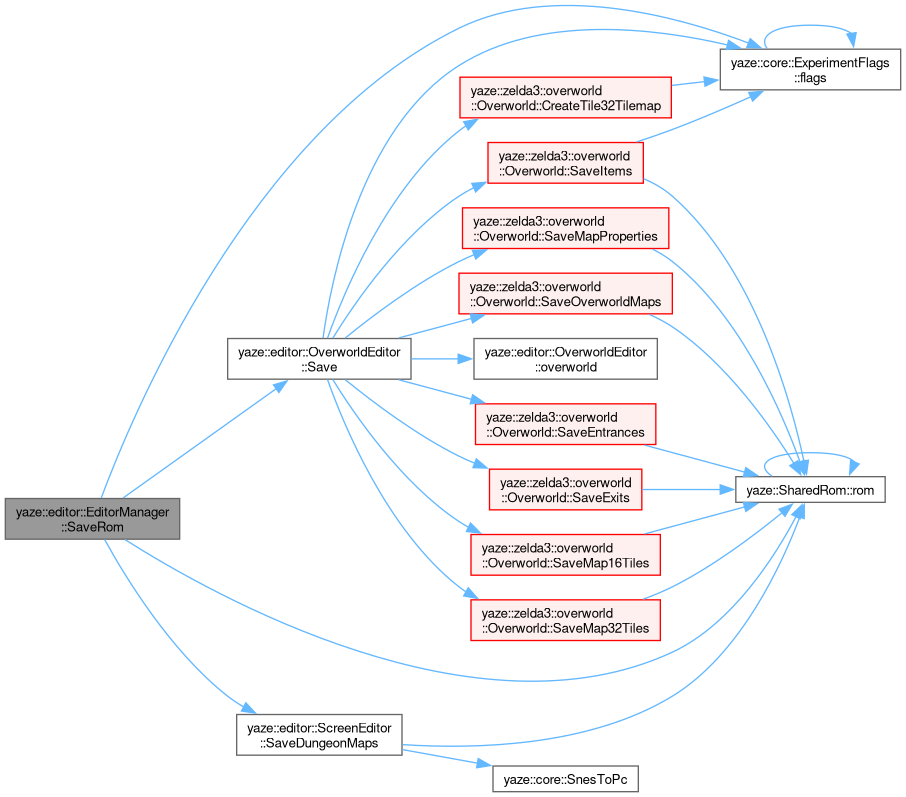 yaze::core::ExperimentFlags
::flags
yaze::zelda3::overworld
::Overworld::CreateTile32Tilemap
yaze::zelda3::overworld
::Overworld::SaveItems
yaze::zelda3::overworld
::Overworld::SaveMapProperties
yaze::zelda3::overworld
::Overworld::SaveOverworldMaps
yaze::editor::OverworldEditor
::Save
yaze::editor::OverworldEditor
::overworld
yaze::zelda3::overworld
::Overworld::SaveEntrances
yaze::zelda3::overworld
::Overworld::SaveExits
yaze::SharedRom::rom
yaze::editor::EditorManager
::SaveRom
yaze::zelda3::overworld
::Overworld::SaveMap16Tiles
yaze::zelda3::overworld
::Overworld::SaveMap32Tiles
yaze::editor::ScreenEditor
::SaveDungeonMaps
yaze::core::SnesToPc